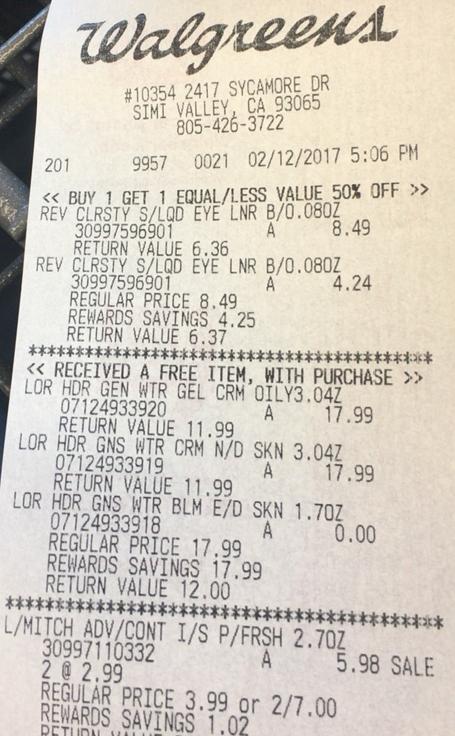 Walgreens
#10354 2417 SYCAMORE DR
SIMI VALLEY, CA 93065
805-426-3722
201 9957 0021 02/12/2017 5:06 PM
<< BUY 1 GET 1 EQUAL/LESS VALUE 50% OFF >>
REV CLRSTY S/LQD EYE LNR B/0.08OZ
30997596901 A 8.49
RETURN VALUE 6.36
REV CLRSTY S/LQD EYE LNR B/0.08OZ
30997596901 A 4.24
REGULAR PRICE 8.49
REWARDS SAVINGS 4.25
RETURN VALUE 6.37
******************************************
<< RECEIVED A FREE ITEM, WITH PURCHASE >>
LOR HDR GEN WTR GEL CRM OILY3.04Z
07124933920 A 17.99
RETURN VALUE 11.99
LOR HDR GNS WTR CRM N/D SKN 3.04Z
07124933919 A 17.99
RETURN VALUE 11.99
LOR HDR GNS WTR BLM E/D SKN 1.7OZ
07124933918 A 0.00
REGULAR PRICE 17.99
REWARDS SAVINGS 17.99
RETURN VALUE 12.00
******************************************
L/MITCH ADV/CONT I/S P/FRSH 2.7OZ
30997110332 A 5.98 SALE
2 @ 2.99
REGULAR PRICE 3.99 or 2/7.00
REWARDS SAVINGS 1.02
RETURN VALUE